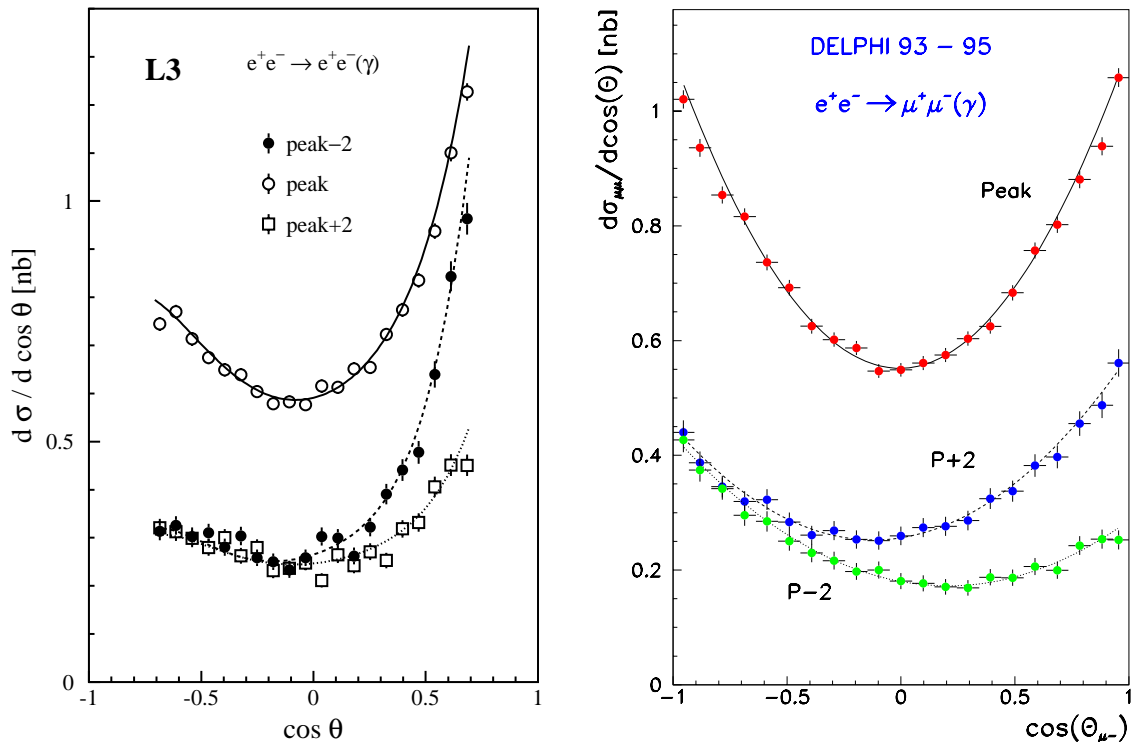 L3
e⁺e⁻ → e⁺e⁻(γ)
peak−2
peak
peak+2
d σ / d cos θ [nb]
1
0.5
0
-1
-0.5
0
0.5
1
cos θ
DELPHI 93 − 95
e⁺e⁻ → μ⁺μ⁻(γ)
Peak
P+2
P−2
dσμμ/dcos(Θ) [nb]
1
0.8
0.6
0.4
0.2
0
−1
−0.5
0
0.5
1
cos(Θμ−)